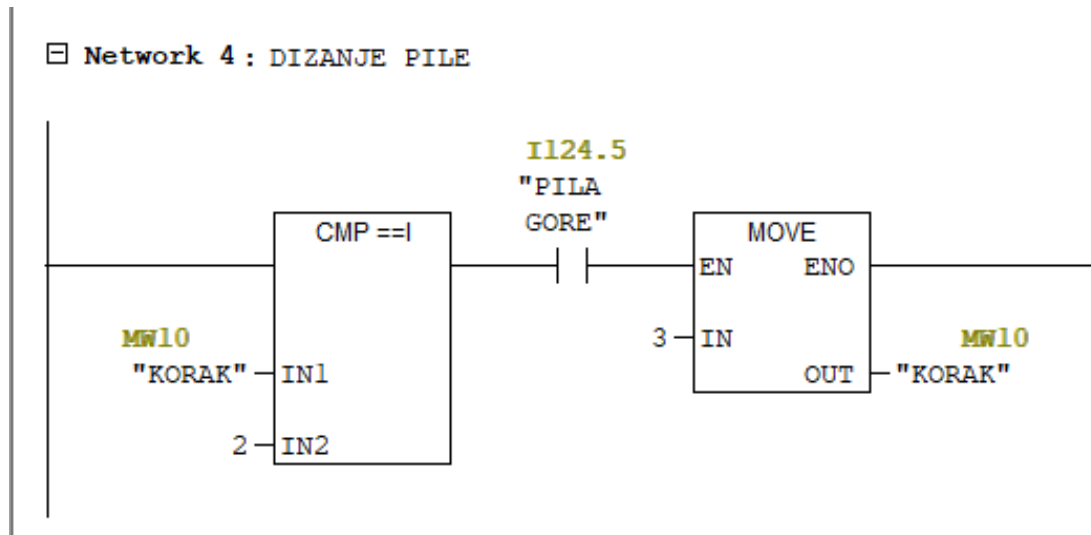 Network 4 : DIZANJE PILE
I124.5
"PILA
GORE"
CMP ==I
MOVE
EN ENO
MW10
"KORAK"
IN1
2
IN2
3
IN
MW10
OUT
"KORAK"